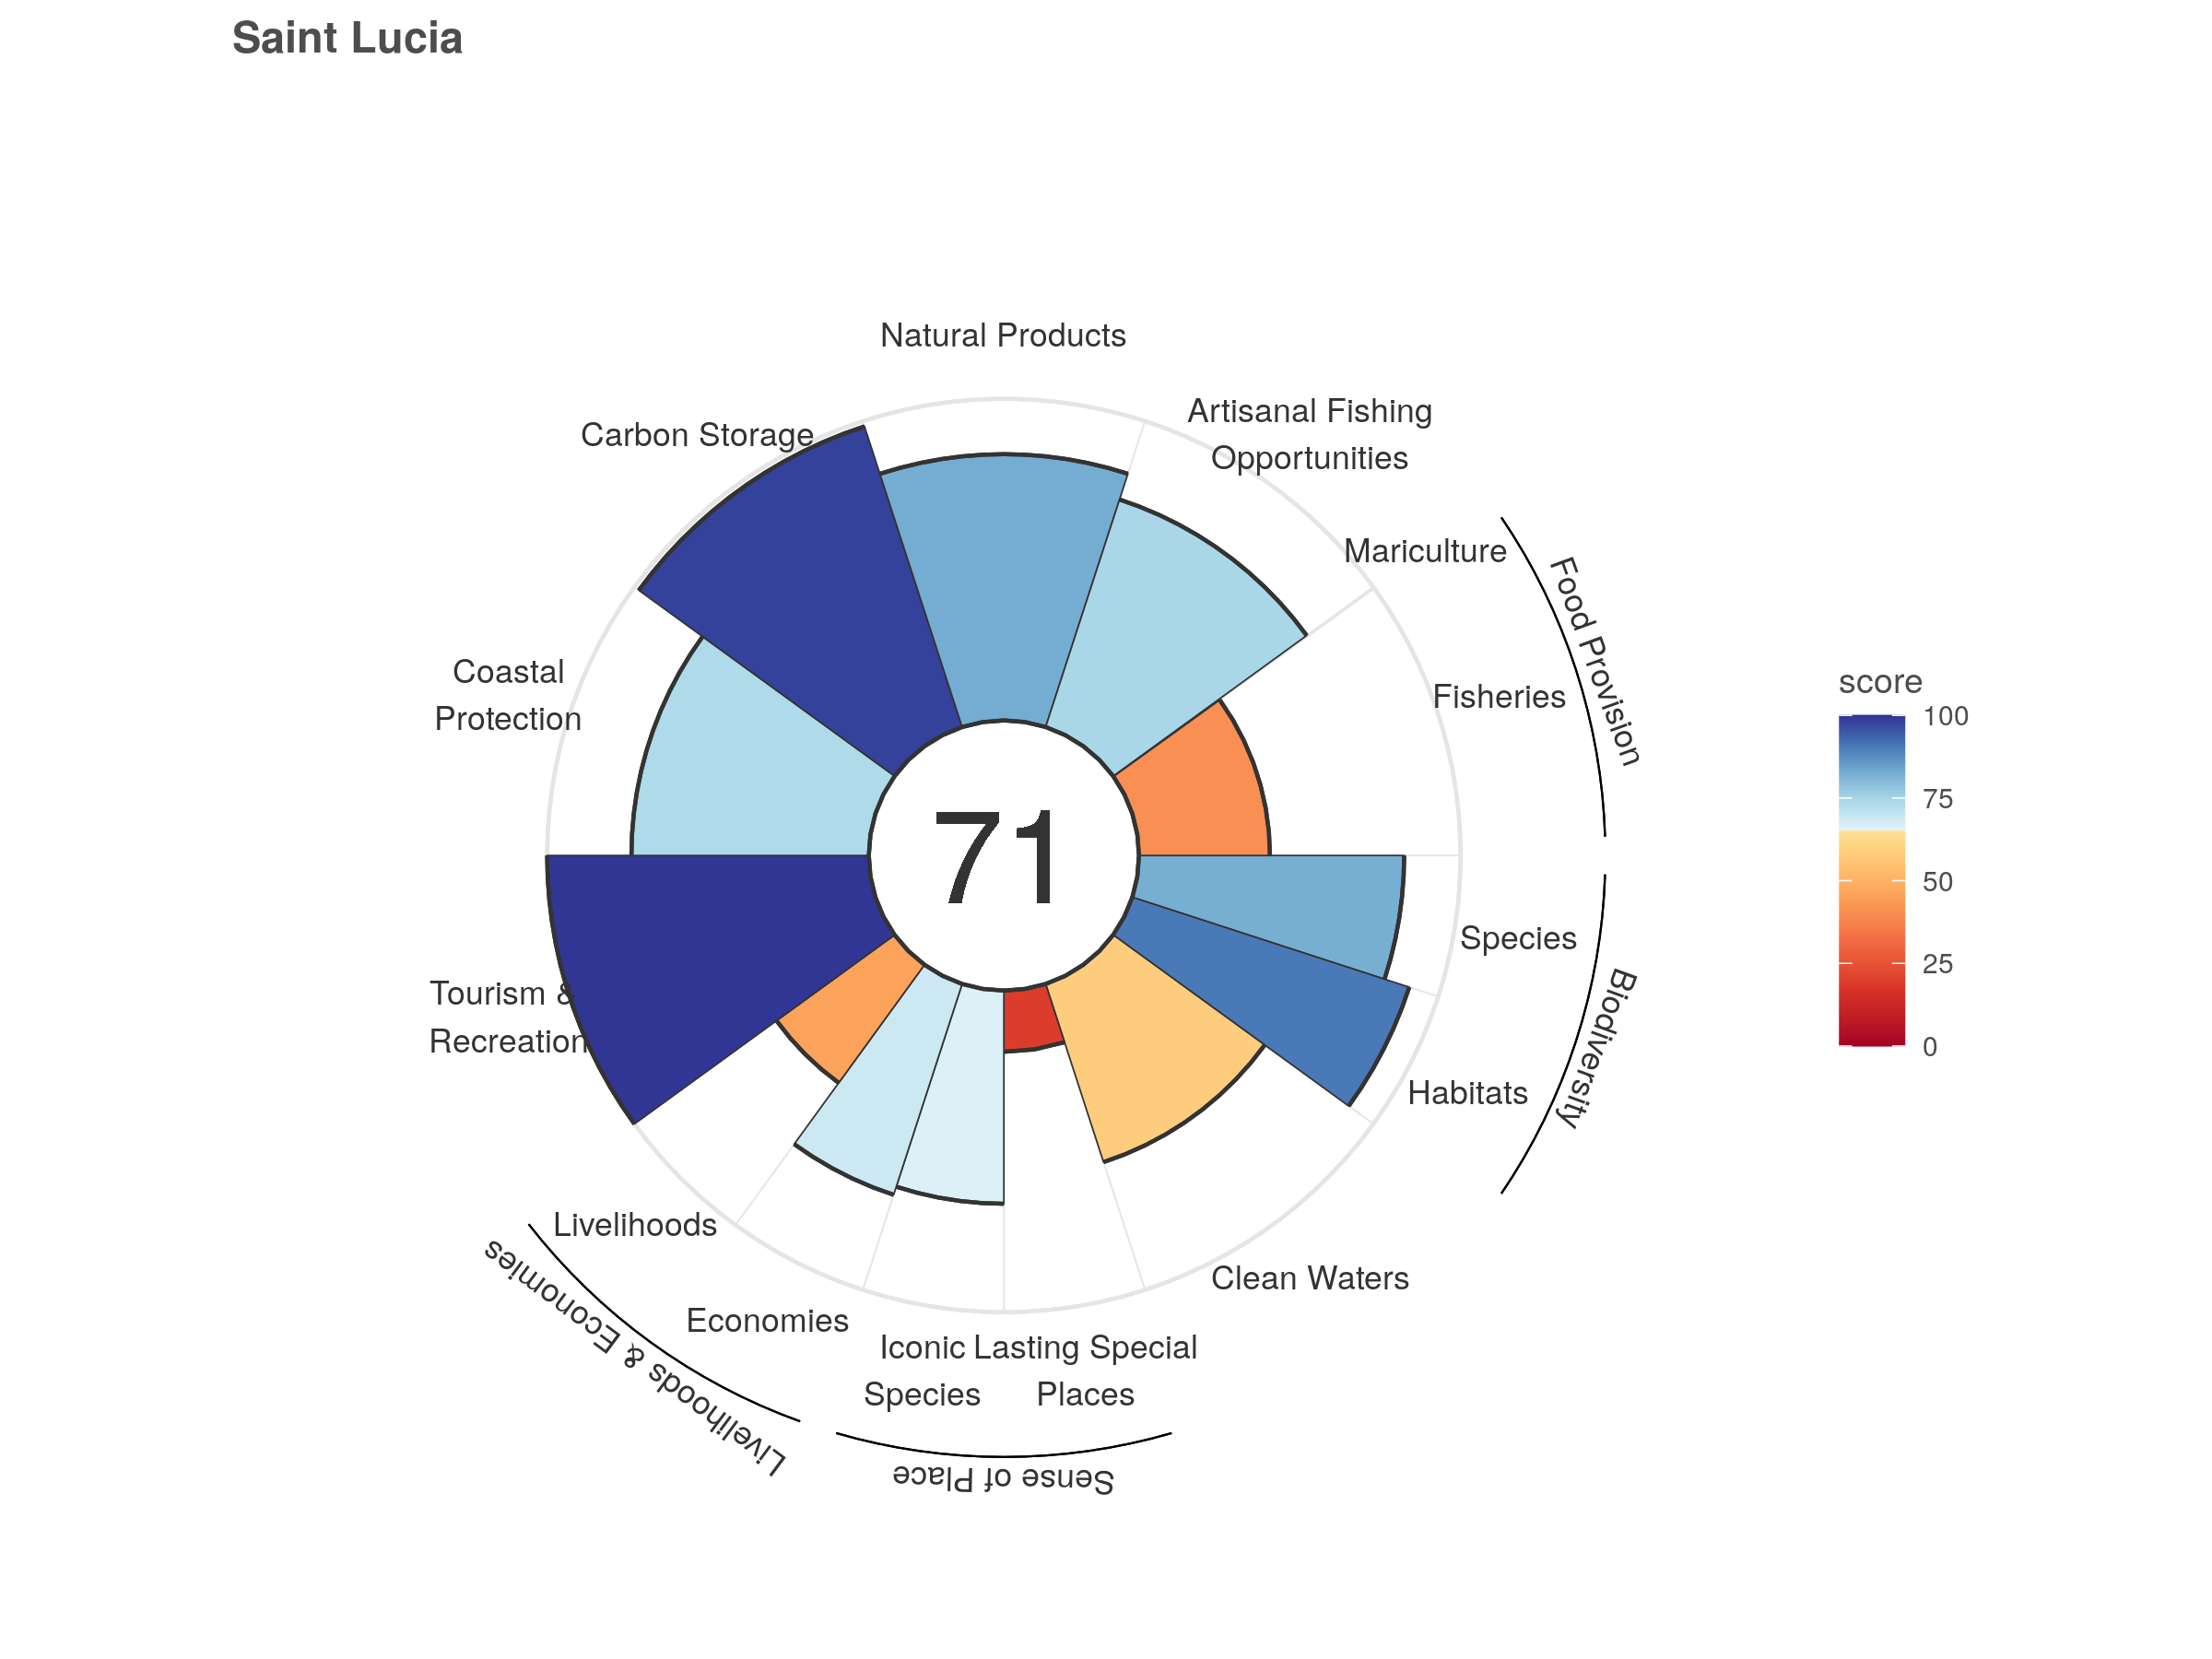 Saint Lucia
Natural Products
Artisanal Fishing
Opportunities
Carbon Storage
Mariculture
Food Provision
Coastal
Protection
Fisheries
score
100
75
50
25
0
71
Species
Biodiversity
Tourism &
Recreation
Habitats
Livelihoods
Clean Waters
Economies
Livelihoods & Economies
Iconic
Species
Lasting Special
Places
Sense of Place